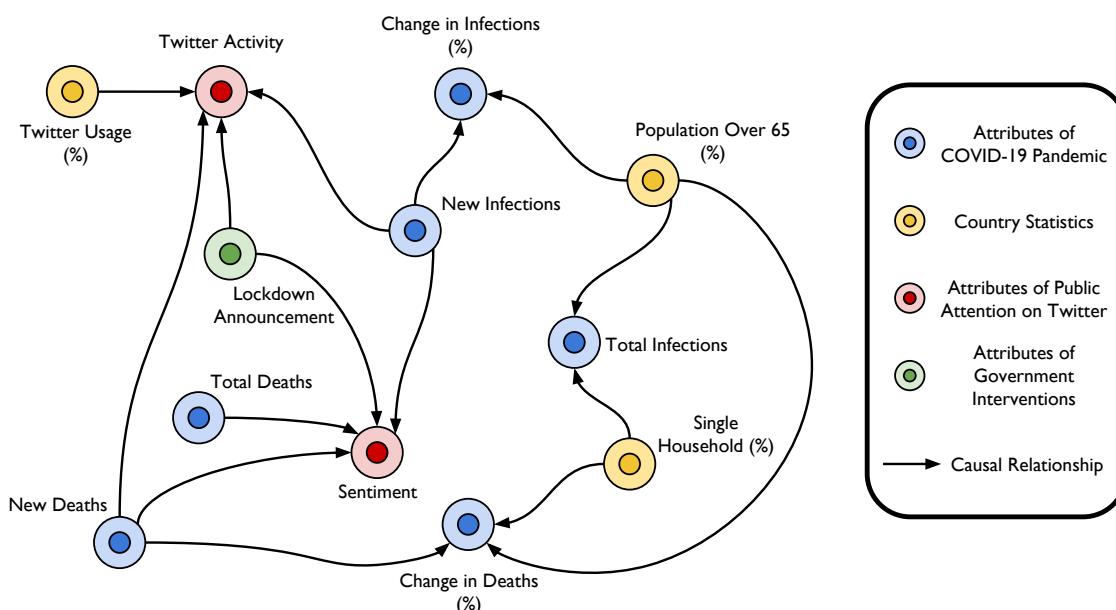 Twitter Activity
Change in Infections
(%)
Twitter Usage
(%)
Population Over 65
(%)
New Infections
Lockdown
Announcement
Total Infections
Total Deaths
Single
Household (%)
Sentiment
New Deaths
Change in Deaths
(%)
Attributes of
COVID-19 Pandemic
Country Statistics
Attributes of Public
Attention on Twitter
Attributes of
Government
Interventions
Causal Relationship